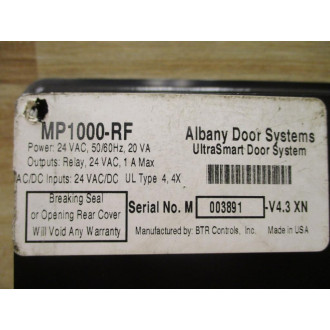 MP1000-RF
Power: 24 VAC, 50/60Hz, 20 VA
Outputs: Relay, 24 VAC, 1 A Max
AC/DC Inputs: 24 VAC/DC UL Type 4, 4X
Albany Door Systems
UltraSmart Door System
Breaking Seal
or Opening Rear Cover
Will Void Any Warranty
Serial No. M 003891 -V4.3 XN
Manufactured by: BTR Controls, Inc. Made in USA